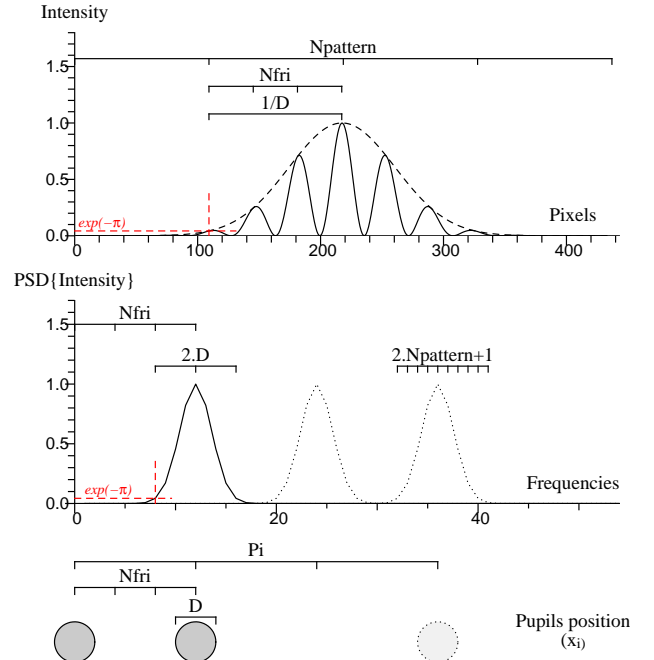 Intensity
Npattern
1.5
Nfri
1/D
1.0
0.5
exp(−π)
Pixels
0.0
0 100 200 300 400
PSD{Intensity}
Nfri
1.5
2.D 2.Npattern+1
1.0
0.5
exp(−π)
Frequencies
0.0
0 20 40
Pi
Nfri
D
Pupils position
(xi)